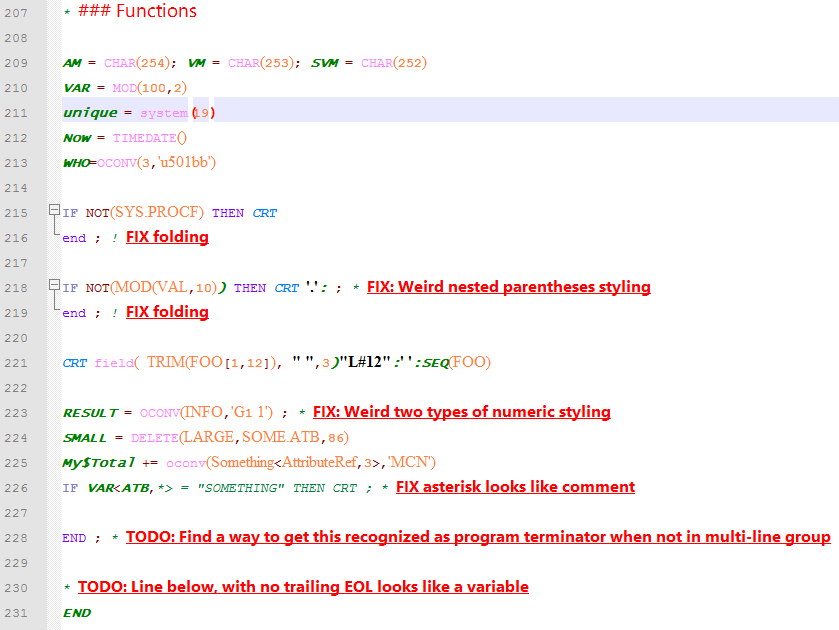 207 * ### Functions
208
209 AM = CHAR(254); VM = CHAR(253); SVM = CHAR(252)
210 VAR = MOD(100,2)
211 unique = system(19)
212 Now = TIMEDATE()
213 WHO=OCONV(3,'u501bb')
214
215 IF NOT(SYS.PROCF) THEN CRT
216 end ; ! FIX folding
217
218 IF NOT(MOD(VAL,10)) THEN CRT '.': ; * FIX: Weird nested parentheses styling
219 end ; ! FIX folding
220
221 CRT field( TRIM(FOO[1,12]), " ",3)"L#12":' ':SEQ(FOO)
222
223 RESULT = OCONV(INFO,'G1 1') ; * FIX: Weird two types of numeric styling
224 SMALL = DELETE(LARGE,SOME.ATB,86)
225 My$Total += oconv(Something<AttributeRef,3>,'MCN')
226 IF VAR<ATB,*> = "SOMETHING" THEN CRT ; * FIX asterisk looks like comment
227
228 END ; * TODO: Find a way to get this recognized as program terminator when not in multi-line group
229
230 * TODO: Line below, with no trailing EOL looks like a variable
231 END